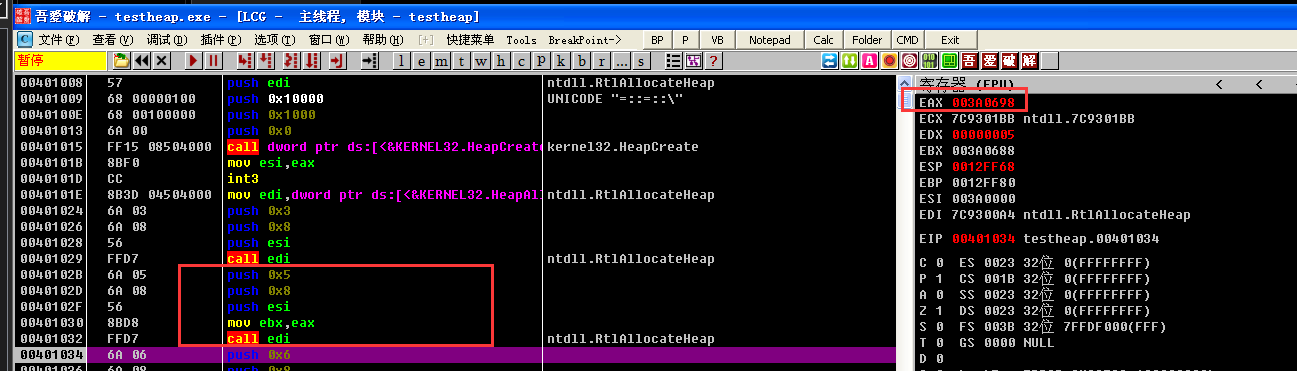 吾愛破解 - testheap.exe - [LCG - 主线程, 模块 - testheap]
C 文件(F) 查看(V) 调试(D) 插件(P) 选项(T) 窗口(W) 帮助(H) [+] 快捷菜单 Tools BreakPoint-> BP P VB Notepad Calc Folder CMD Exit
暂停 l e m t w h c p k b r ... s ? A 吾 爱 破 解
00401008 57 push edi ntdll.RtlAllocateHeap
00401009 68 00000100 push 0x10000 UNICODE "=::=::\"
0040100E 68 00100000 push 0x1000
00401013 6A 00 push 0x0
00401015 FF15 08504000 call dword ptr ds:[<&KERNEL32.HeapCreate kernel32.HeapCreate
0040101B 8BF0 mov esi,eax
0040101D CC int3
0040101E 8B3D 04504000 mov edi,dword ptr ds:[<&KERNEL32.HeapAl ntdll.RtlAllocateHeap
00401024 6A 03 push 0x3
00401026 6A 08 push 0x8
00401028 56 push esi
00401029 FFD7 call edi ntdll.RtlAllocateHeap
0040102B 6A 05 push 0x5
0040102D 6A 08 push 0x8
0040102F 56 push esi
00401030 8BD8 mov ebx,eax
00401032 FFD7 call edi ntdll.RtlAllocateHeap
00401034 6A 06 push 0x6
寄存器 (FPU) < <
EAX 003A0698
ECX 7C9301BB ntdll.7C9301BB
EDX 00000005
EBX 003A0688
ESP 0012FF68
EBP 0012FF80
ESI 003A0000
EDI 7C9300A4 ntdll.RtlAllocateHeap
EIP 00401034 testheap.00401034
C 0 ES 0023 32位 0(FFFFFFFF)
P 1 CS 001B 32位 0(FFFFFFFF)
A 0 SS 0023 32位 0(FFFFFFFF)
Z 1 DS 0023 32位 0(FFFFFFFF)
S 0 FS 003B 32位 7FFDF000(FFF)
T 0 GS 0000 NULL
D 0